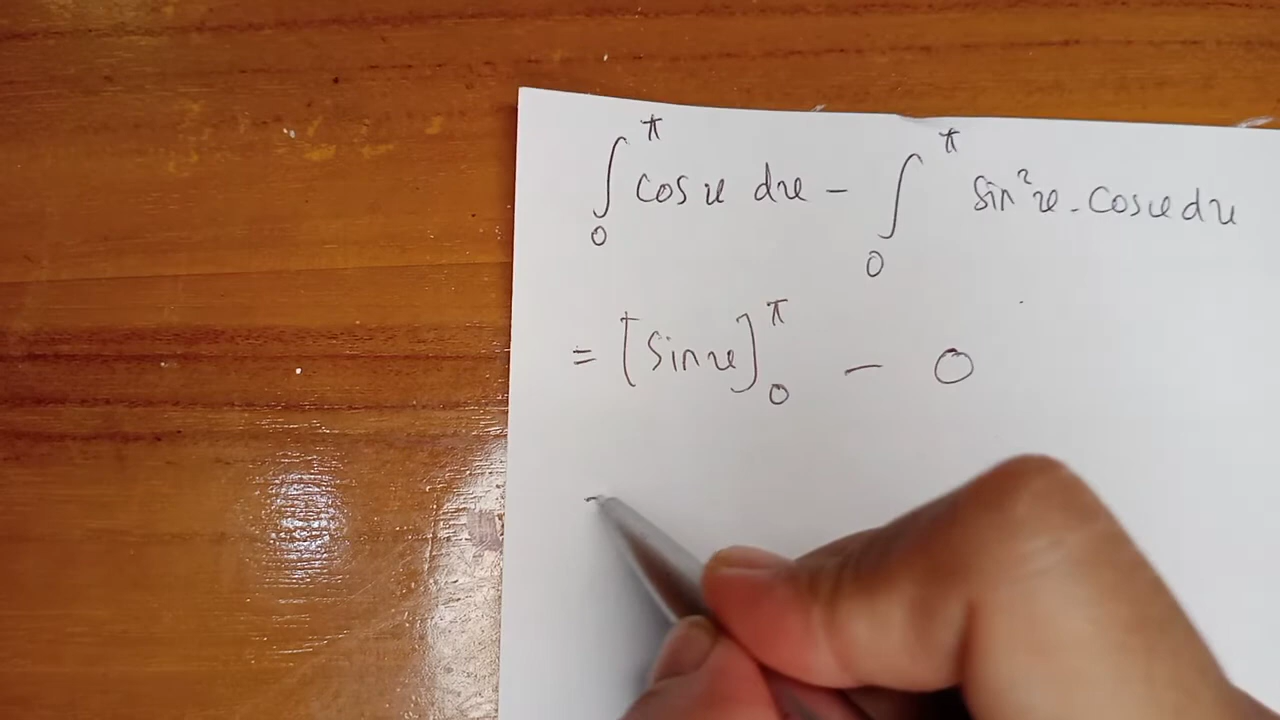 ∫₀^π cos x dx - ∫₀^π sin²x . cos x dx
= [sin x]₀^π - 0